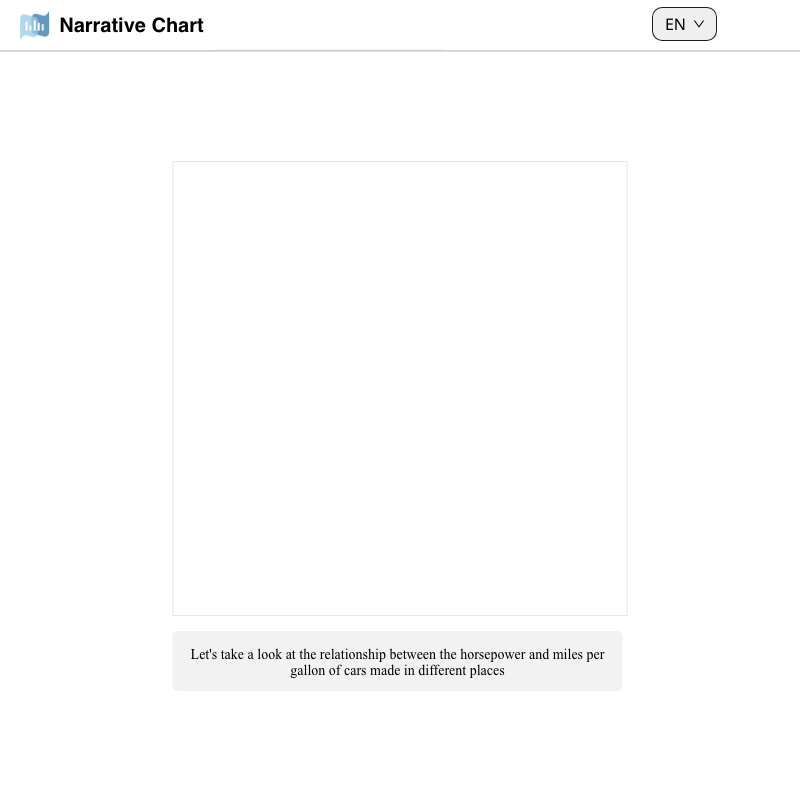 Narrative Chart
EN
Let's take a look at the relationship between the horsepower and miles per
gallon of cars made in different places